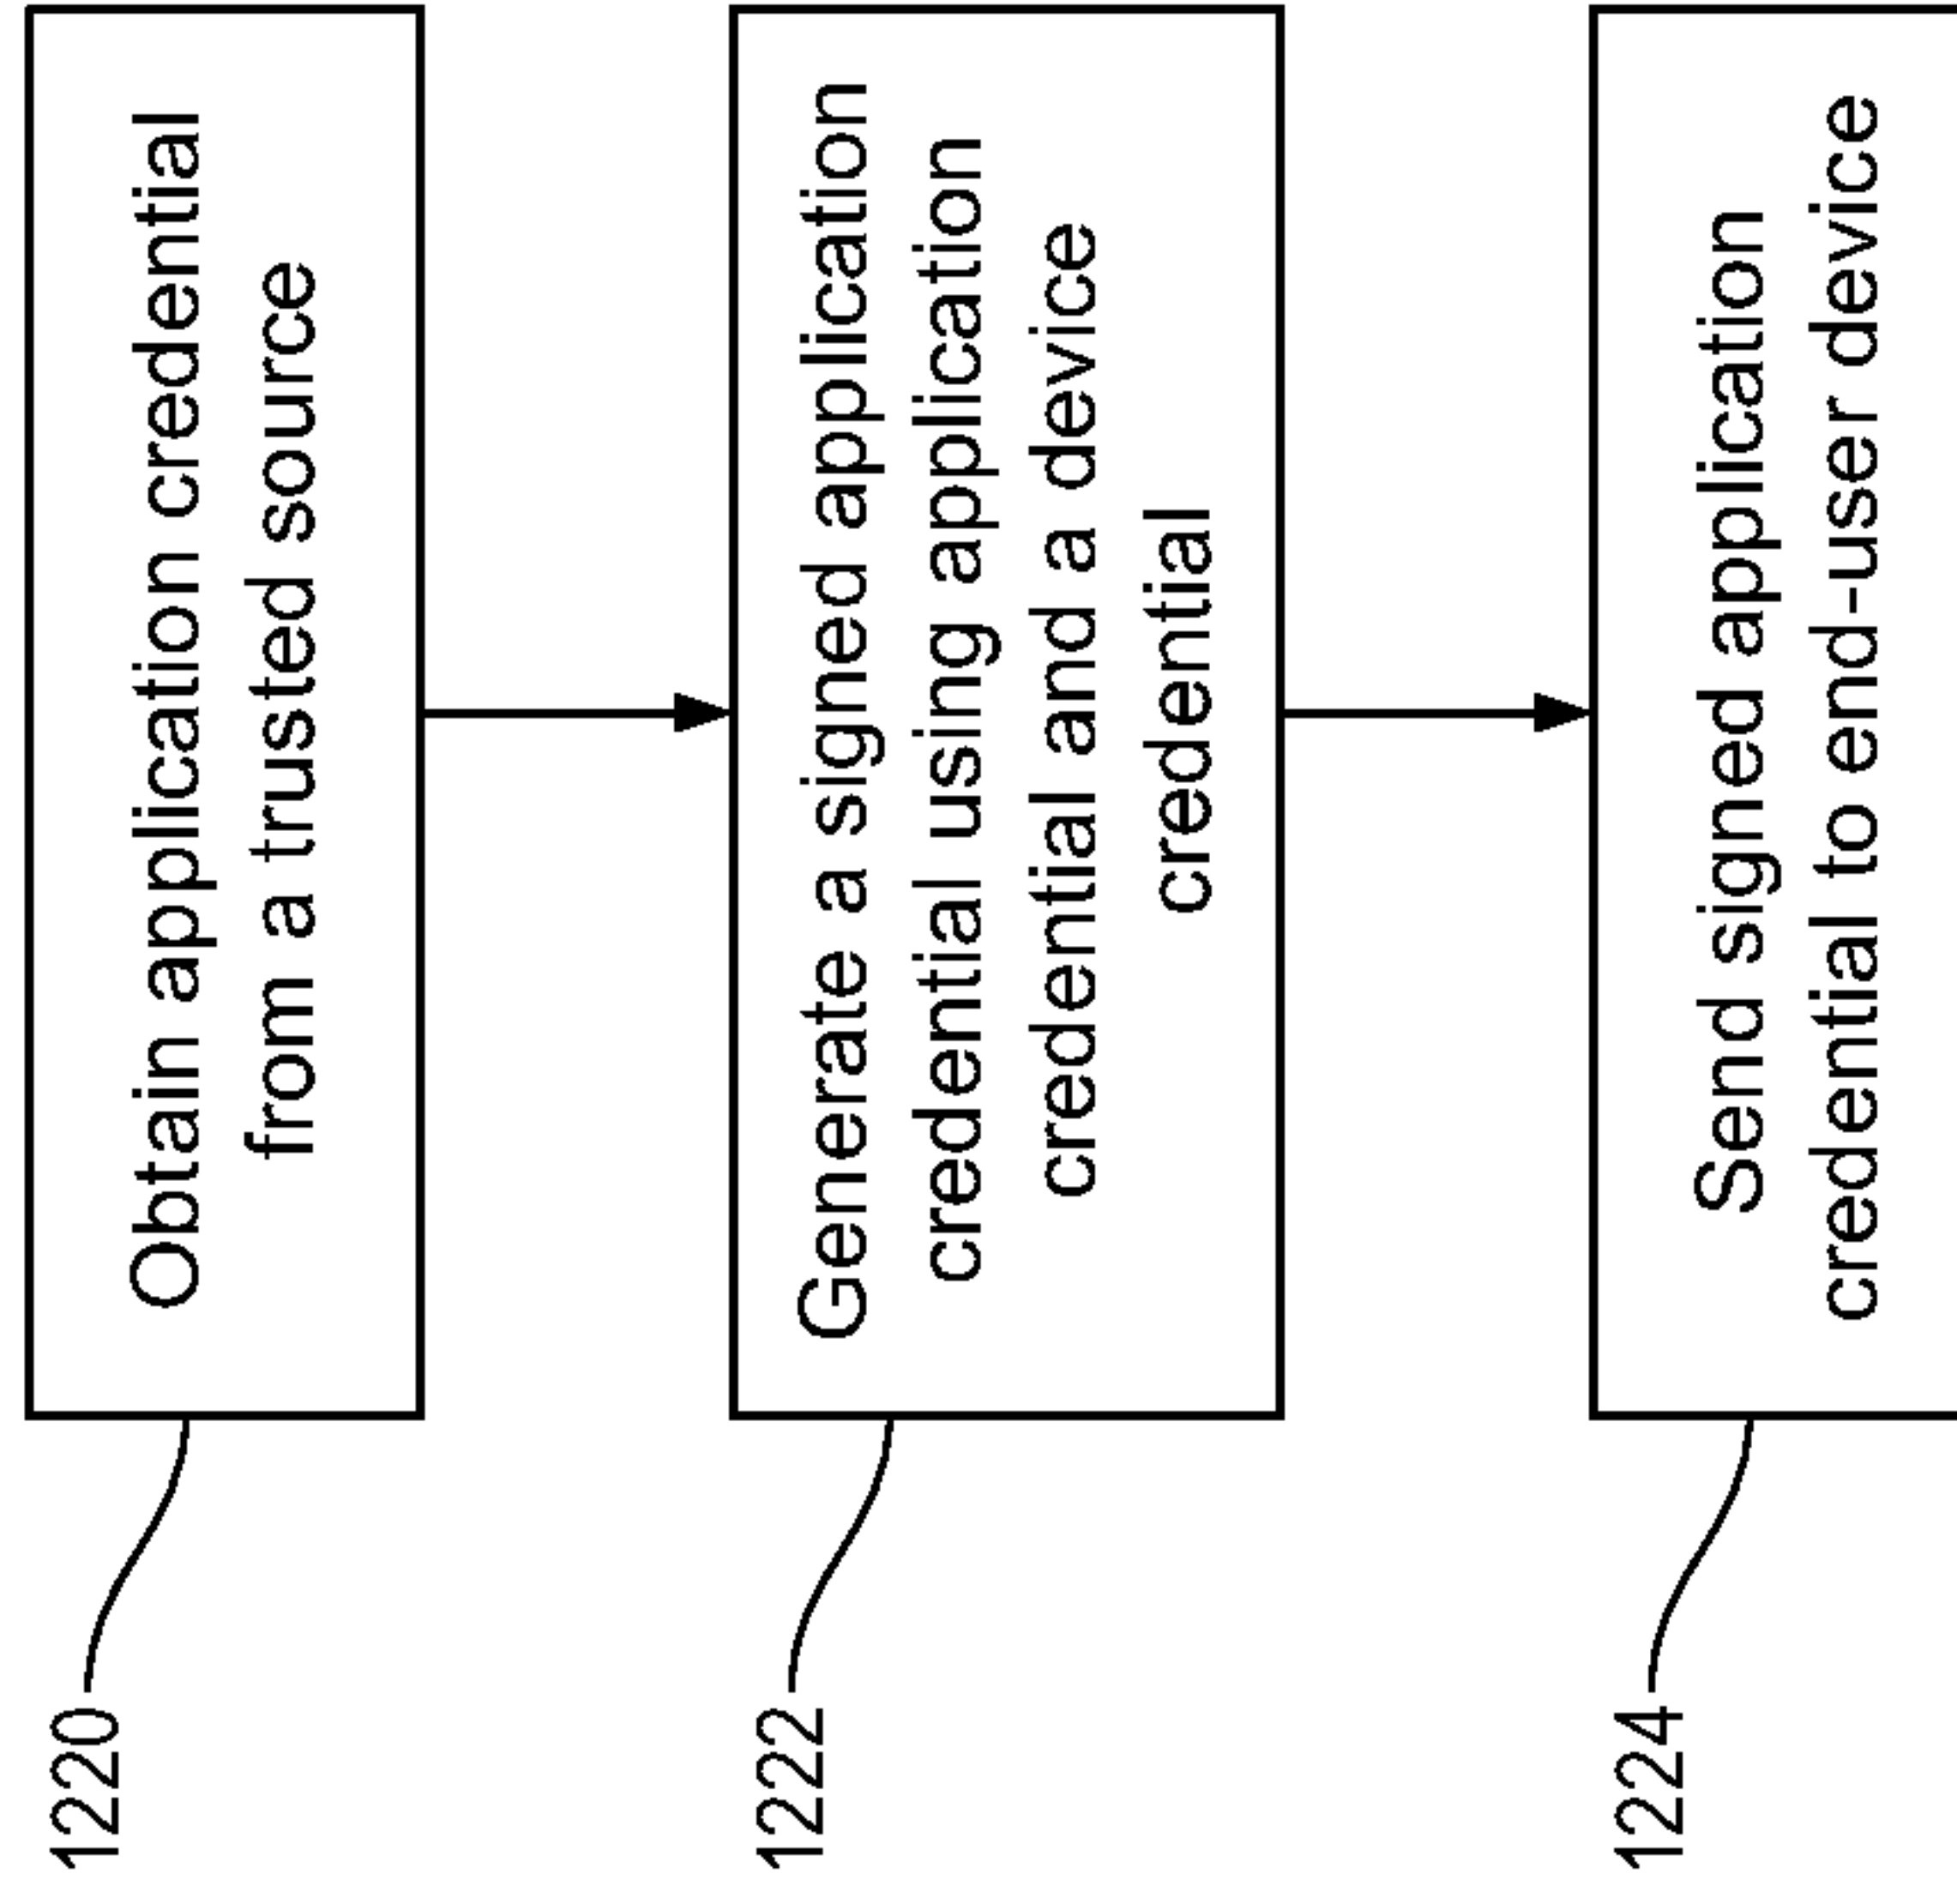 Obtain application credential
from a trusted source
1220
Generate a signed application
credential using application
credential and a device
credential
1222
Send signed application
credential to end-user device
1224